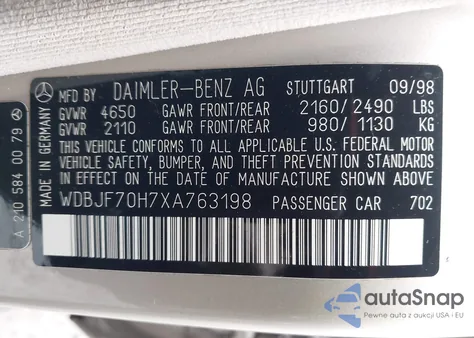 MFD BY DAIMLER-BENZ AG STUTTGART 09/98
GVWR 4650 GAWR FRONT/REAR 2160/2490 LBS
GVWR 2110 GAWR FRONT/REAR 980/1130 KG
THIS VEHICLE CONFORMS TO ALL APPLICABLE U.S. FEDERAL MOTOR
VEHICLE SAFETY, BUMPER, AND THEFT PREVENTION STANDARDS
IN EFFECT ON THE DATE OF MANUFACTURE SHOWN ABOVE.
WDBJF70H7XA763198 PASSENGER CAR 702
MADE IN GERMANY
A 210 584 00 79
autoSnap
Pewne auta z aukcji USA i EU